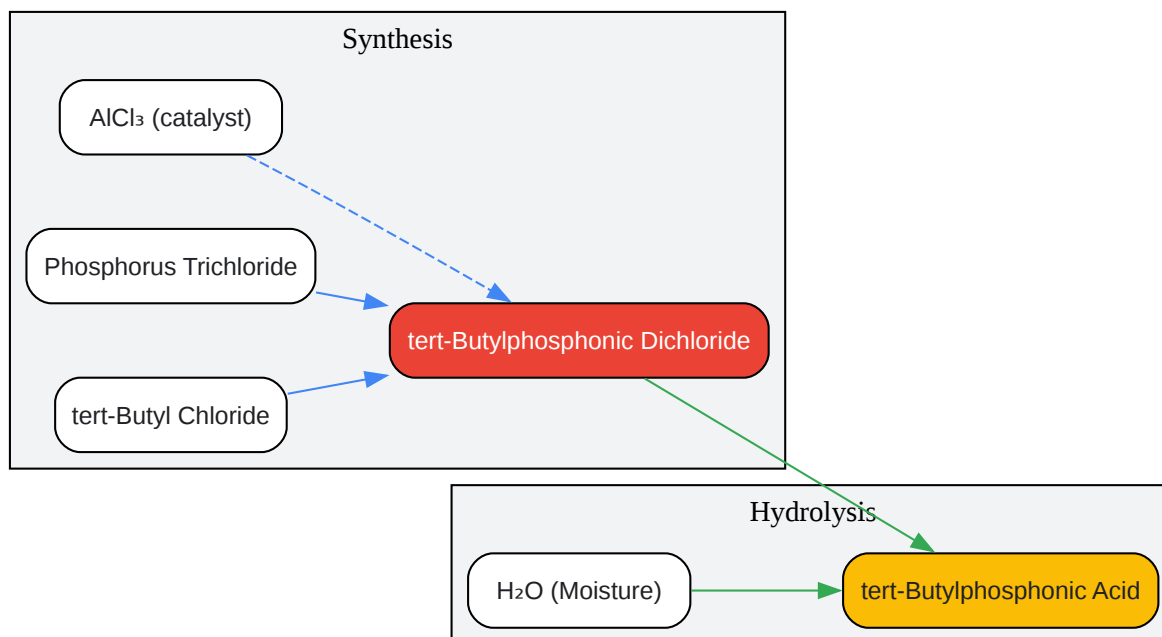 Synthesis
AlCl₃ (catalyst)
Phosphorus Trichloride
tert-Butylphosphonic Dichloride
tert-Butyl Chloride
Hydrolysis
H₂O (Moisture)
tert-Butylphosphonic Acid